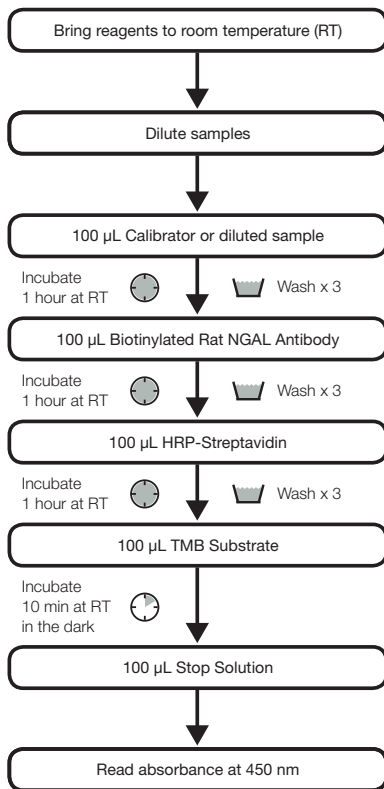 Bring reagents to room temperature (RT)
Dilute samples
100 µL Calibrator or diluted sample
Incubate
1 hour at RT
Wash x 3
100 µL Biotinylated Rat NGAL Antibody
Incubate
1 hour at RT
Wash x 3
100 µL HRP-Streptavidin
Incubate
1 hour at RT
Wash x 3
100 µL TMB Substrate
Incubate
10 min at RT
in the dark
100 µL Stop Solution
Read absorbance at 450 nm